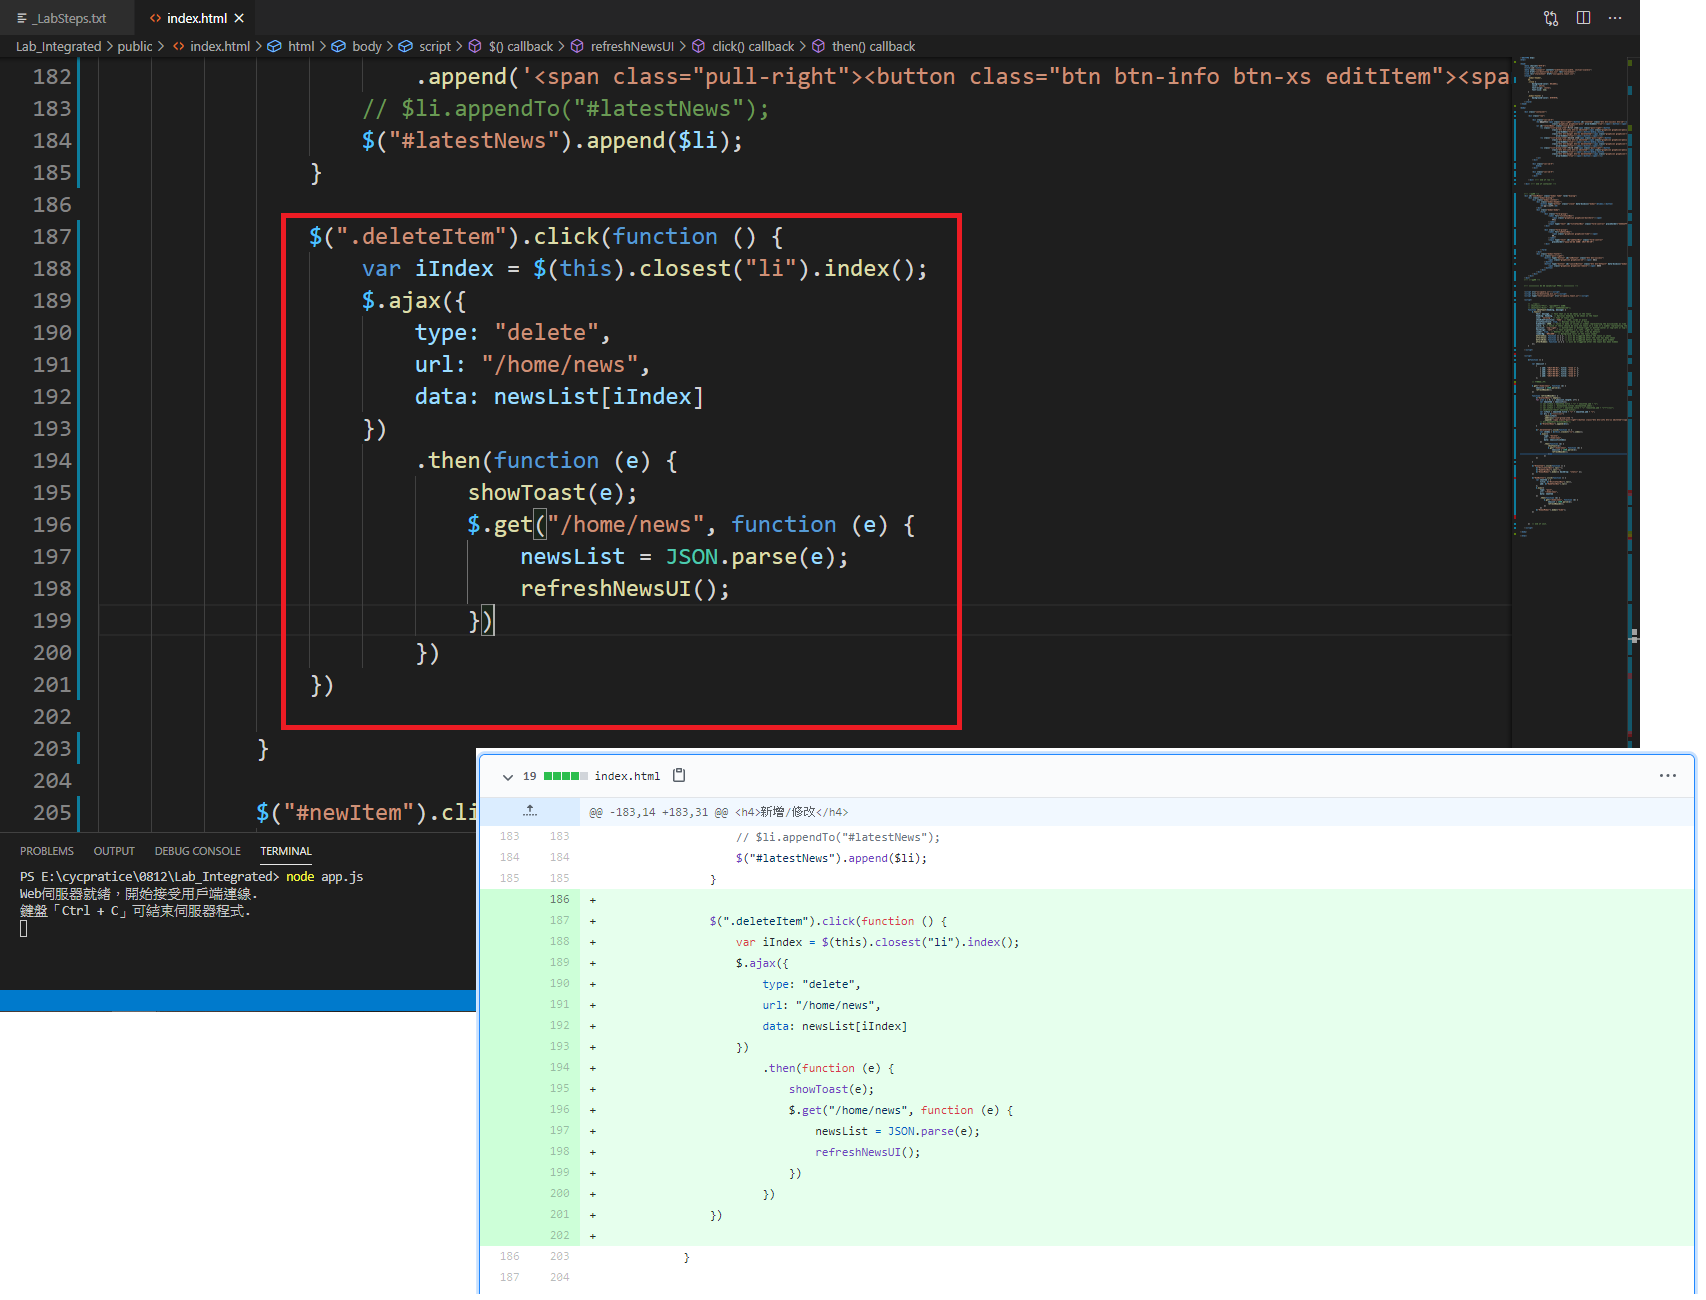 _LabSteps.txt
index.html
Lab_Integrated > public > index.html > html > body > script > $() callback > refreshNewsUI > click() callback > then() callback
182 .append('<span class="pull-right"><button class="btn btn-info btn-xs editItem"><spa
183 // $li.appendTo("#latestNews");
184 $("#latestNews").append($li);
185 }
186
187 $(".deleteItem").click(function () {
188 var iIndex = $(this).closest("li").index();
189 $.ajax({
190 type: "delete",
191 url: "/home/news",
192 data: newsList[iIndex]
193 })
194 .then(function (e) {
195 showToast(e);
196 $.get("/home/news", function (e) {
197 newsList = JSON.parse(e);
198 refreshNewsUI();
199 })
200 })
201 })
202
203 }
204
205 $("#newItem").cli
PROBLEMS OUTPUT DEBUG CONSOLE TERMINAL
PS E:\cycpratice\0812\Lab_Integrated> node app.js
Web伺服器就緒，開始接受用戶端連線.
鍵盤「Ctrl + C」可結束伺服器程式.
19 index.html
@@ -183,14 +183,31 @@ <h4>新增/修改</h4>
183 183 // $li.appendTo("#latestNews");
184 184 $("#latestNews").append($li);
185 185 }
186 +
187 + $(".deleteItem").click(function () {
188 + var iIndex = $(this).closest("li").index();
189 + $.ajax({
190 + type: "delete",
191 + url: "/home/news",
192 + data: newsList[iIndex]
193 + })
194 + .then(function (e) {
195 + showToast(e);
196 + $.get("/home/news", function (e) {
197 + newsList = JSON.parse(e);
198 + refreshNewsUI();
199 + })
200 + })
201 + })
202 +
186 203 }
187 204